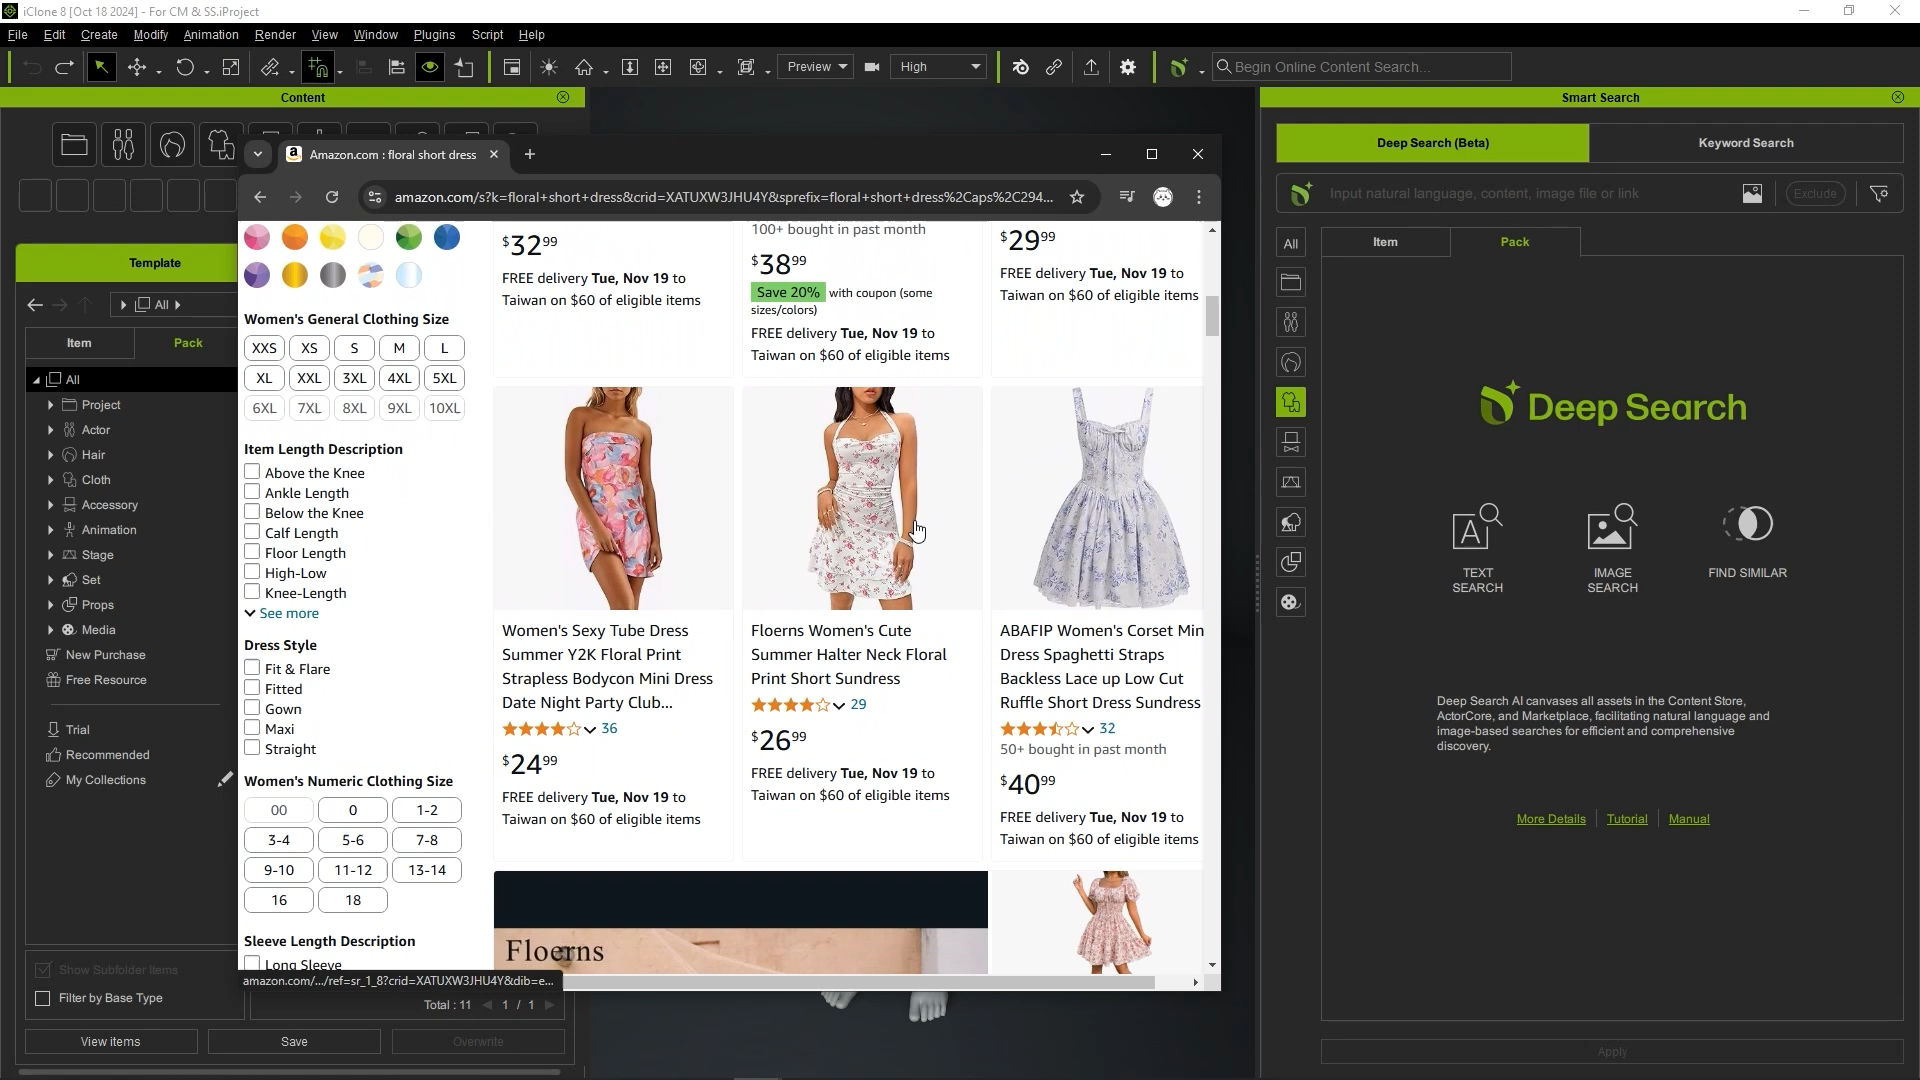 iClone 8 [Oct 18 2024] - For CM & SS.iProject
File Edit Create Modify Animation Render View Window Plugins Script Help
Preview High Begin Online Content Search...
Content
Smart Search
Deep Search (Beta) Keyword Search
Input natural language, content, image file or link Exclude
All Item Pack
Deep Search
TEXT SEARCH
IMAGE SEARCH
FIND SIMILAR
Deep Search AI canvases all assets in the Content Store,
ActorCore, and Marketplace, facilitating natural language and
image-based searches for efficient and comprehensive
discovery.
More Details Tutorial Manual
Apply
Template
All
Item Pack
All
Project
Actor
Hair
Cloth
Accessory
Animation
Stage
Set
Props
Media
New Purchase
Free Resource
Trial
Recommended
My Collections
Show Subfolder Items
Filter by Base Type
Total : 11 1 / 1
View items Save Overwrite
Amazon.com : floral short dress
amazon.com/s?k=floral+short+dress&crid=XATUXW3JHU4Y&sprefix=floral+short+dress%2Caps%2C294...
Women's General Clothing Size
XXS XS S M L
XL XXL 3XL 4XL 5XL
6XL 7XL 8XL 9XL 10XL
Item Length Description
Above the Knee
Ankle Length
Below the Knee
Calf Length
Floor Length
High-Low
Knee-Length
See more
Dress Style
Fit & Flare
Fitted
Gown
Maxi
Straight
Women's Numeric Clothing Size
00 0 1-2
3-4 5-6 7-8
9-10 11-12 13-14
16 18
Sleeve Length Description
Long Sleeve
amazon.com/.../ref=sr_1_8?crid=XATUXW3JHU4Y&dib=e...
$32 99
FREE delivery Tue, Nov 19 to
Taiwan on $60 of eligible items
100+ bought in past month
$38 99
Save 20% with coupon (some
sizes/colors)
FREE delivery Tue, Nov 19 to
Taiwan on $60 of eligible items
$29 99
FREE delivery Tue, Nov 19 to
Taiwan on $60 of eligible items
Women's Sexy Tube Dress
Summer Y2K Floral Print
Strapless Bodycon Mini Dress
Date Night Party Club...
36
$24 99
FREE delivery Tue, Nov 19 to
Taiwan on $60 of eligible items
Floerns Women's Cute
Summer Halter Neck Floral
Print Short Sundress
29
$26 99
FREE delivery Tue, Nov 19 to
Taiwan on $60 of eligible items
ABAFIP Women's Corset Min
Dress Spaghetti Straps
Backless Lace up Low Cut
Ruffle Short Dress Sundress
32
50+ bought in past month
$40 99
FREE delivery Tue, Nov 19 to
Taiwan on $60 of eligible items
Floerns